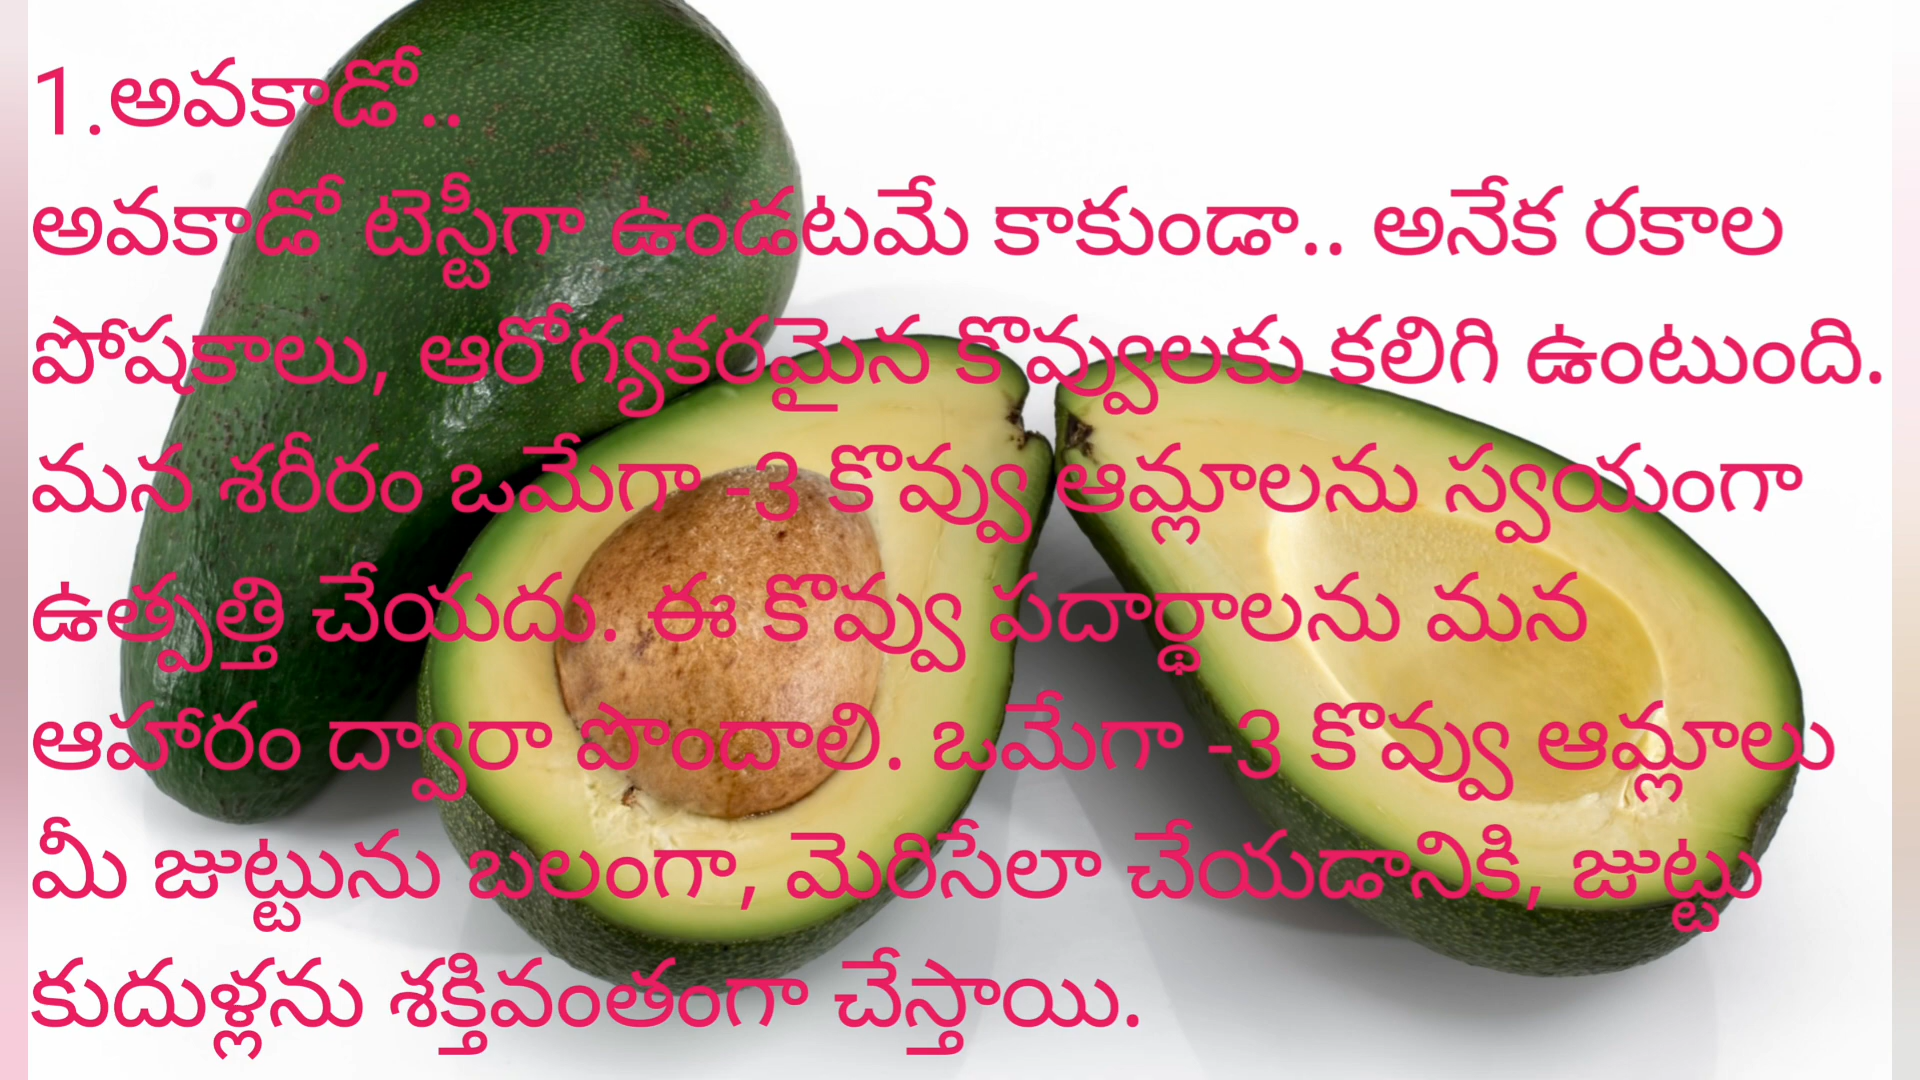 1.అవకాడో..
అవకాడో టెస్టీగా ఉండటమే కాకుండా.. అనేక రకాల
పోషకాలు, ఆరోగ్యకరమైన కొవ్వులకు కలిగి ఉంటుంది.
మన శరీరం ఒమేగా -3 కొవ్వు ఆమ్లాలను స్వయంగా
ఉత్పత్తి చేయదు. ఈ కొవ్వు పదార్థాలను మన
ఆహారం ద్వారా పొందాలి. ఒమేగా -3 కొవ్వు ఆమ్లాలు
మీ జుట్టును బలంగా, మెరిసేలా చేయడానికి, జుట్టు
కుదుళ్లను శక్తివంతంగా చేస్తాయి.